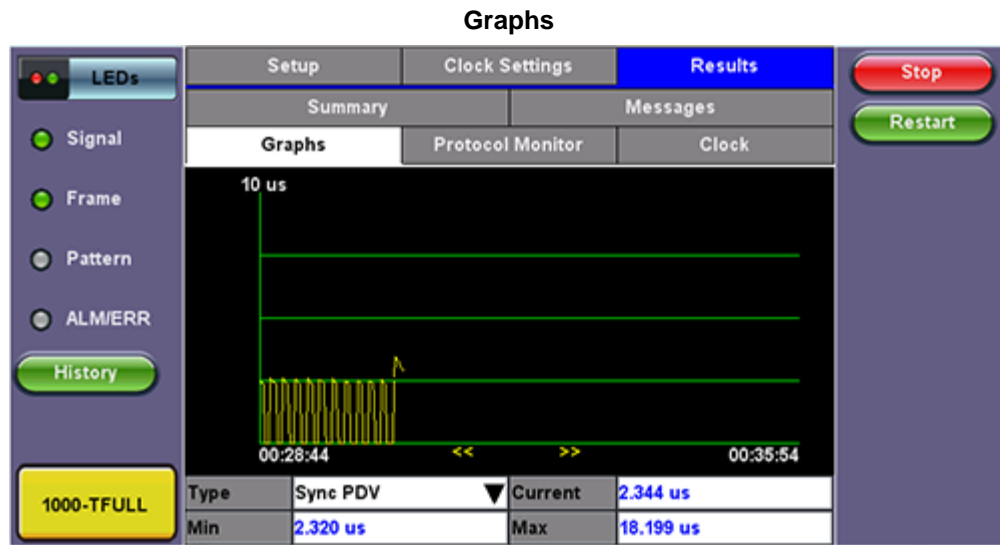 Graphs
LEDs
Setup
Clock Settings
Results
Stop
Summary
Messages
Restart
Signal
Graphs
Protocol Monitor
Clock
10 us
Frame
Pattern
ALM/ERR
History
00:28:44
<<
>>
00:35:54
1000-TFULL
Type
Sync PDV
Current
2.344 us
Min
2.320 us
Max
18.199 us